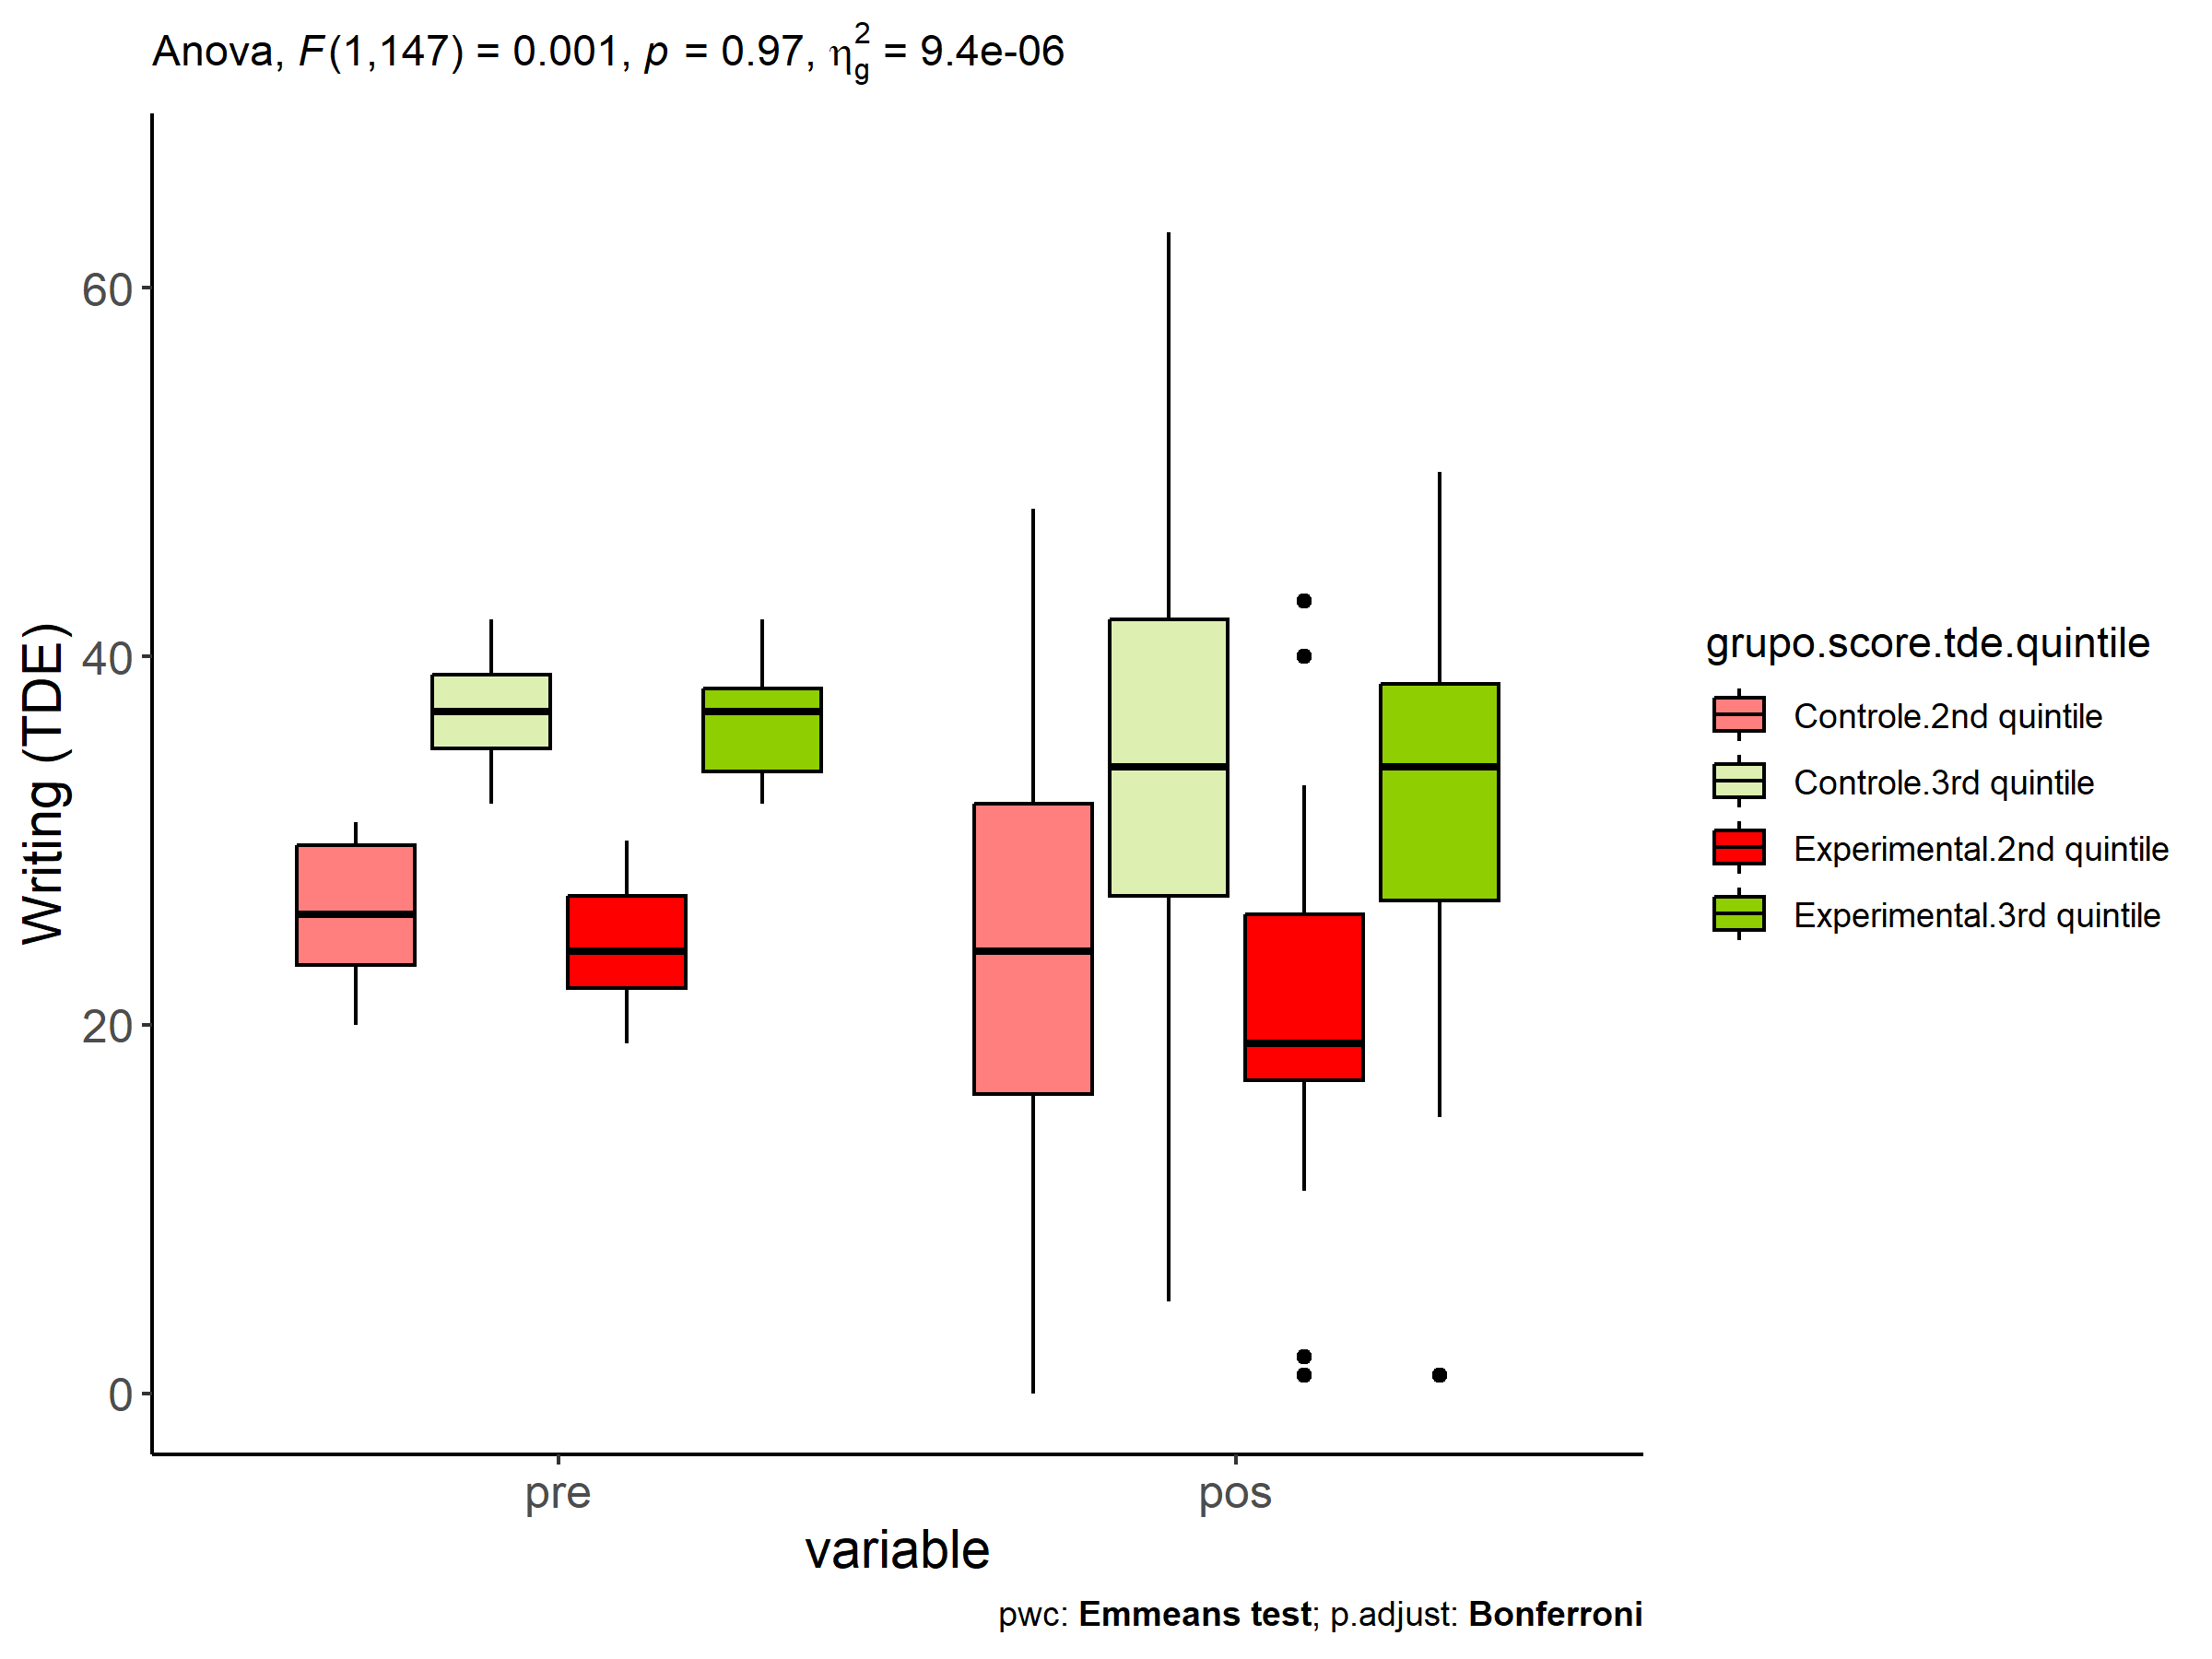 Anova, F(1,147) = 0.001, p = 0.97, η²g = 9.4e-06
Writing (TDE)
60
40
20
0
pre
pos
variable
grupo.score.tde.quintile
Controle.2nd quintile
Controle.3rd quintile
Experimental.2nd quintile
Experimental.3rd quintile
pwc: Emmeans test; p.adjust: Bonferroni